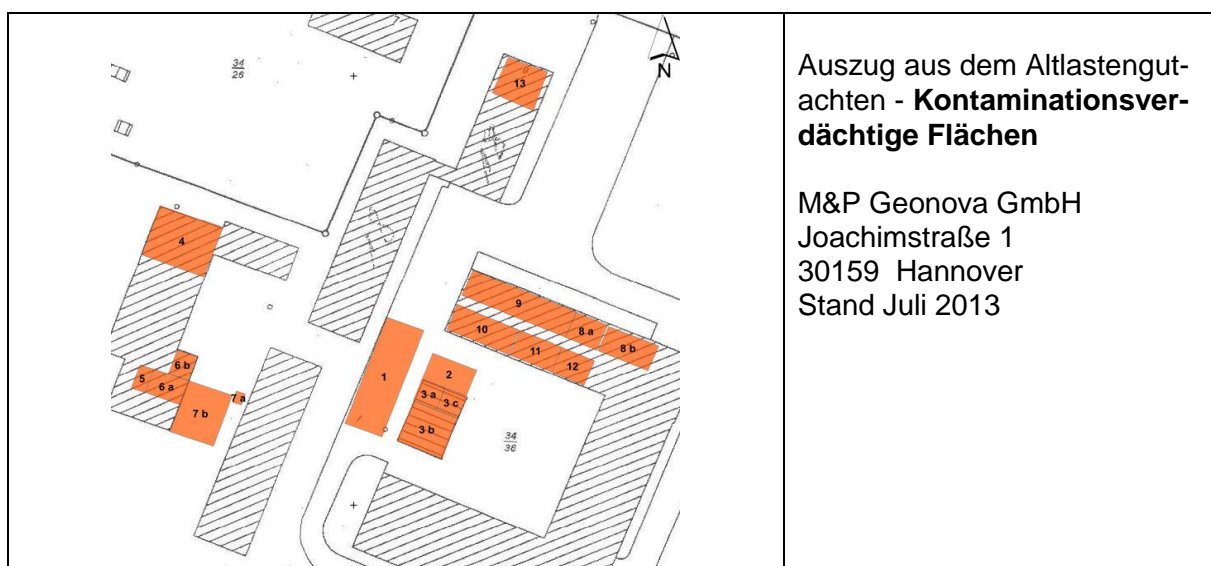 34
26
N
13
4
9
8 a
10
8 b
11
12
6 b
5
6 a
7 a
7 b
1
2
3 a
3 c
3 b
34
36
Auszug aus dem Altlastengut-
achten - Kontaminationsver-
dächtige Flächen
M&P Geonova GmbH
Joachimstraße 1
30159 Hannover
Stand Juli 2013